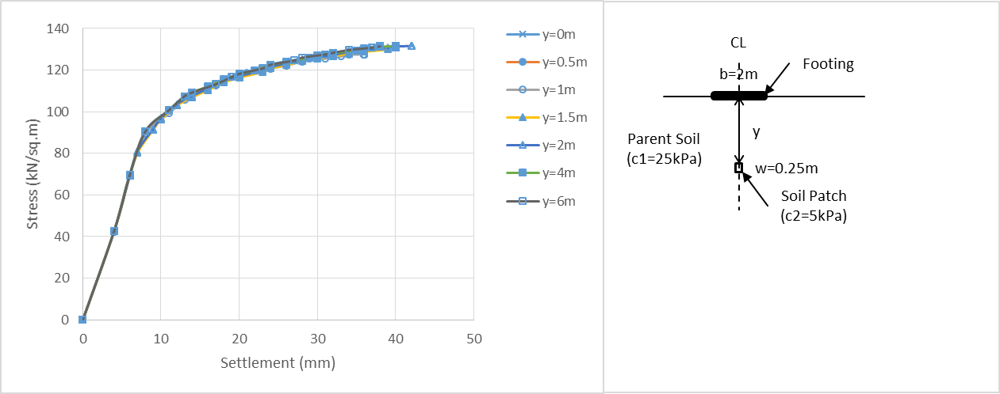 140
120
100
80
60
40
20
0
0
10
20
30
40
50
Stress (kN/sq.m)
Settlement (mm)
y=0m
y=0.5m
y=1m
y=1.5m
y=2m
y=4m
y=6m
CL
b=2m
Footing
y
Parent Soil
(c1=25kPa)
w=0.25m
Soil Patch
(c2=5kPa)